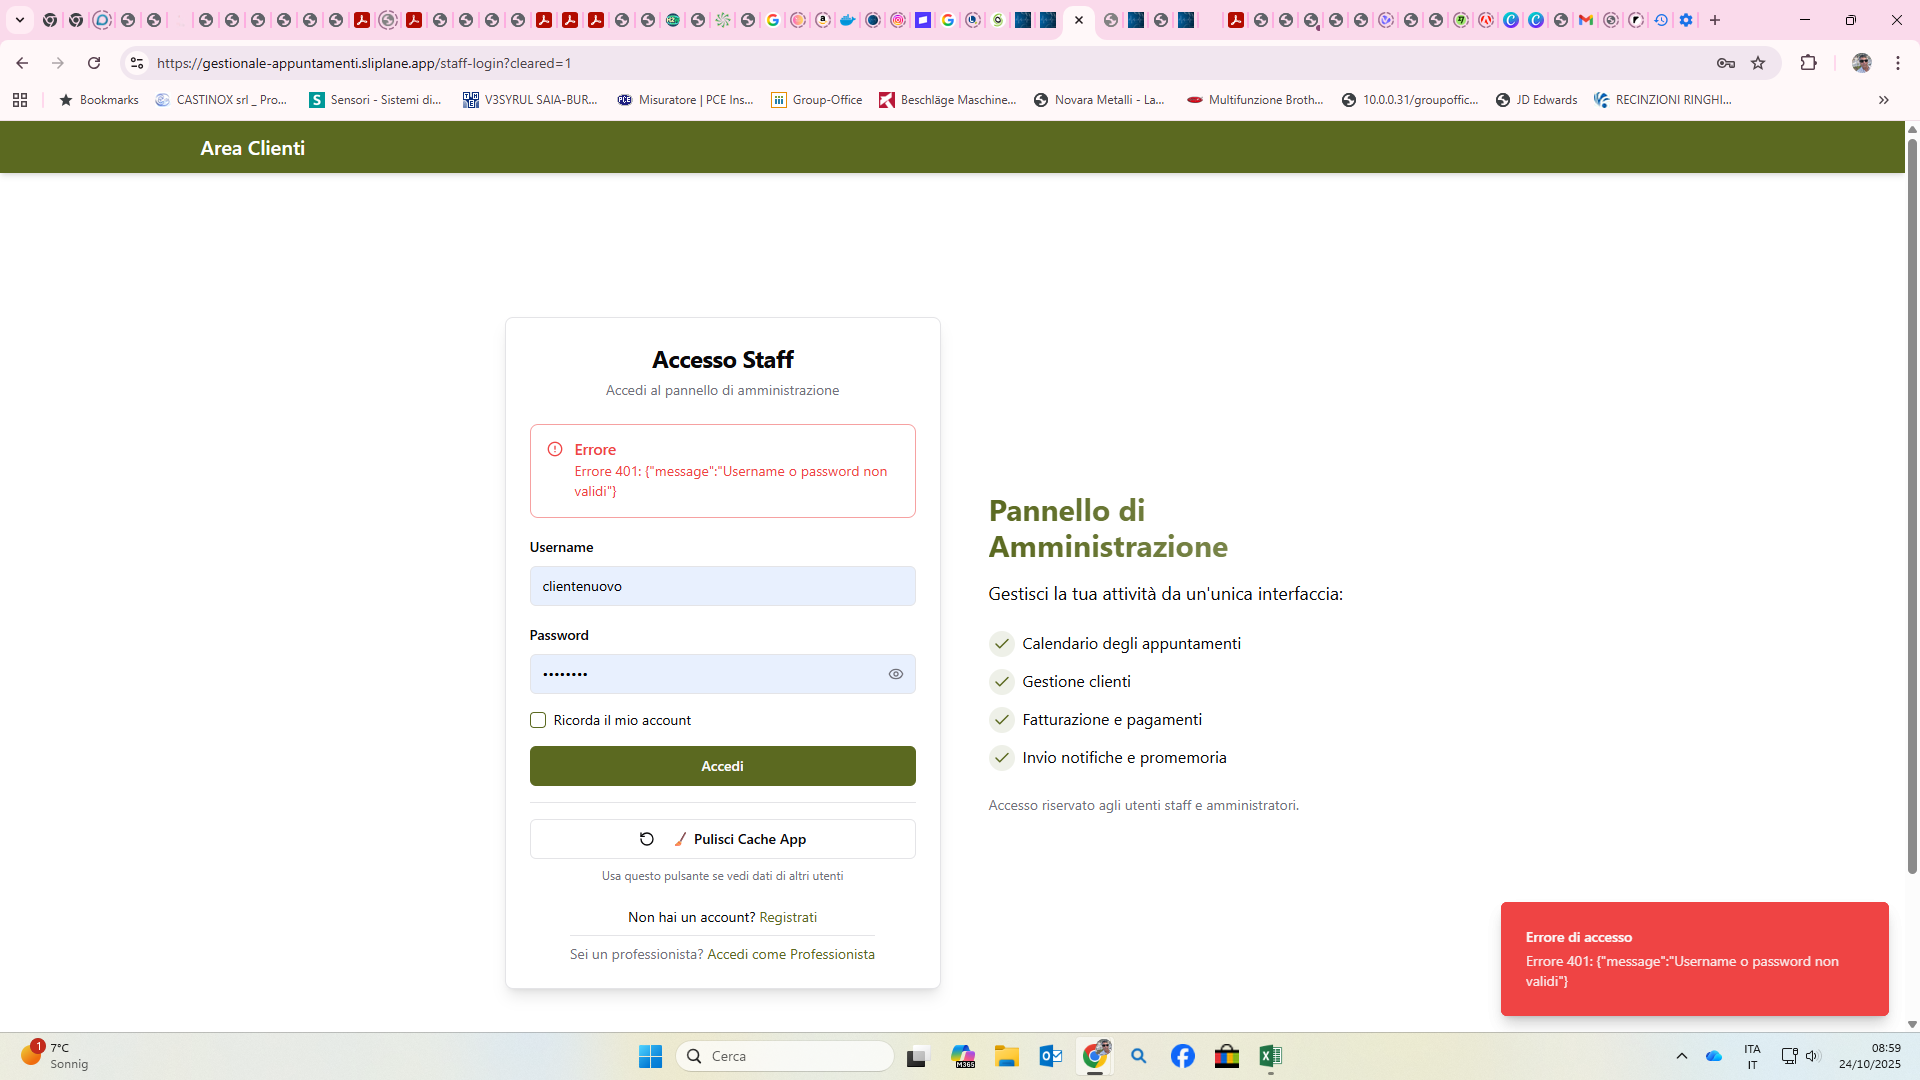 https://gestionale-appuntamenti.sliplane.app/staff-login?cleared=1
Bookmarks
CASTINOX srl _ Pro...
Sensori - Sistemi di...
V3SYRUL SAIA-BUR...
Misuratore | PCE Ins...
Group-Office
Beschläge Maschine...
Novara Metalli - La...
Multifunzione Broth...
10.0.0.31/groupoffic...
JD Edwards
RECINZIONI RINGHI...
Area Clienti
Accesso Staff
Accedi al pannello di amministrazione
Errore
Errore 401: {"message":"Username o password non
validi"}
Username
clientenuovo
Password
••••••••
Ricorda il mio account
Accedi
Pulisci Cache App
Usa questo pulsante se vedi dati di altri utenti
Non hai un account? Registrati
Sei un professionista? Accedi come Professionista
Pannello di
Amministrazione
Gestisci la tua attività da un'unica interfaccia:
Calendario degli appuntamenti
Gestione clienti
Fatturazione e pagamenti
Invio notifiche e promemoria
Accesso riservato agli utenti staff e amministratori.
Errore di accesso
Errore 401: {"message":"Username o password non
validi"}
1
7°C
Sonnig
Cerca
M365
ITA
IT
08:59
24/10/2025